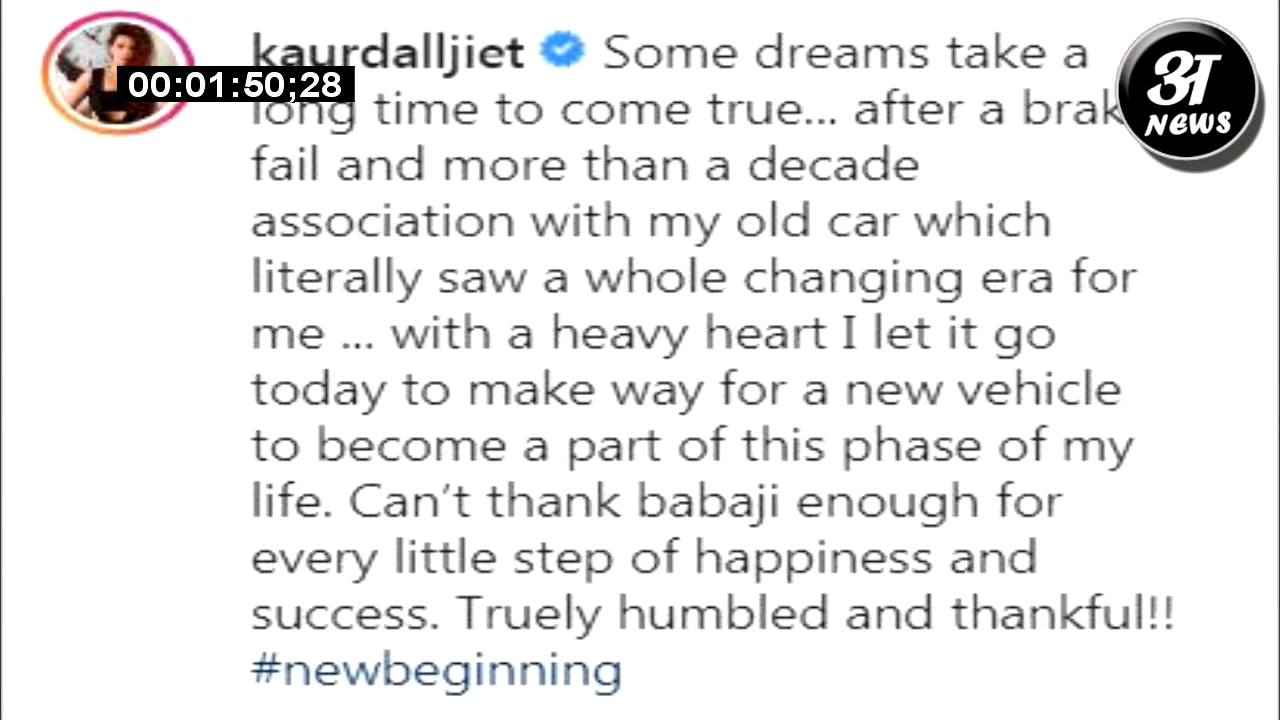 kaurdalljiet Some dreams take a
00:01:50;28
long time to come true... after a brak
fail and more than a decade
association with my old car which
literally saw a whole changing era for
me ... with a heavy heart I let it go
today to make way for a new vehicle
to become a part of this phase of my
life. Can't thank babaji enough for
every little step of happiness and
success. Truely humbled and thankful!!
#newbeginning
अT
NEWS